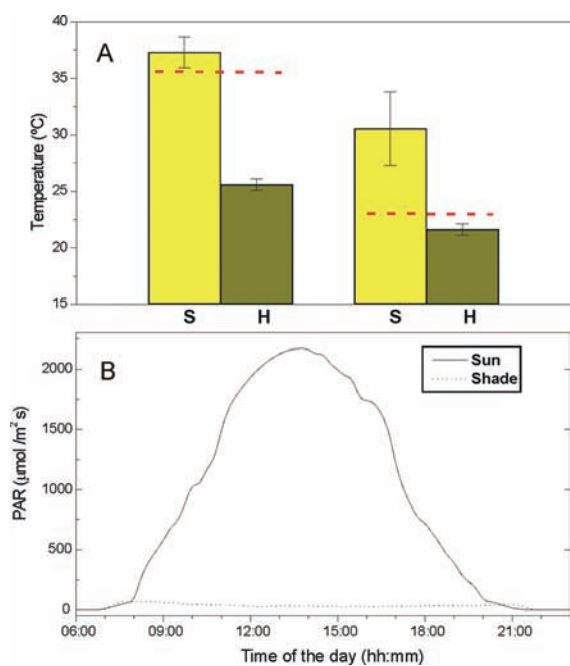 A
40
35
30
25
20
15
Temperature (ºC)
S H S H
B
Sun
Shade
2000
1500
1000
500
0
PAR (μmol /m² s)
06:00 09:00 12:00 15:00 18:00 21:00
Time of the day (hh:mm)